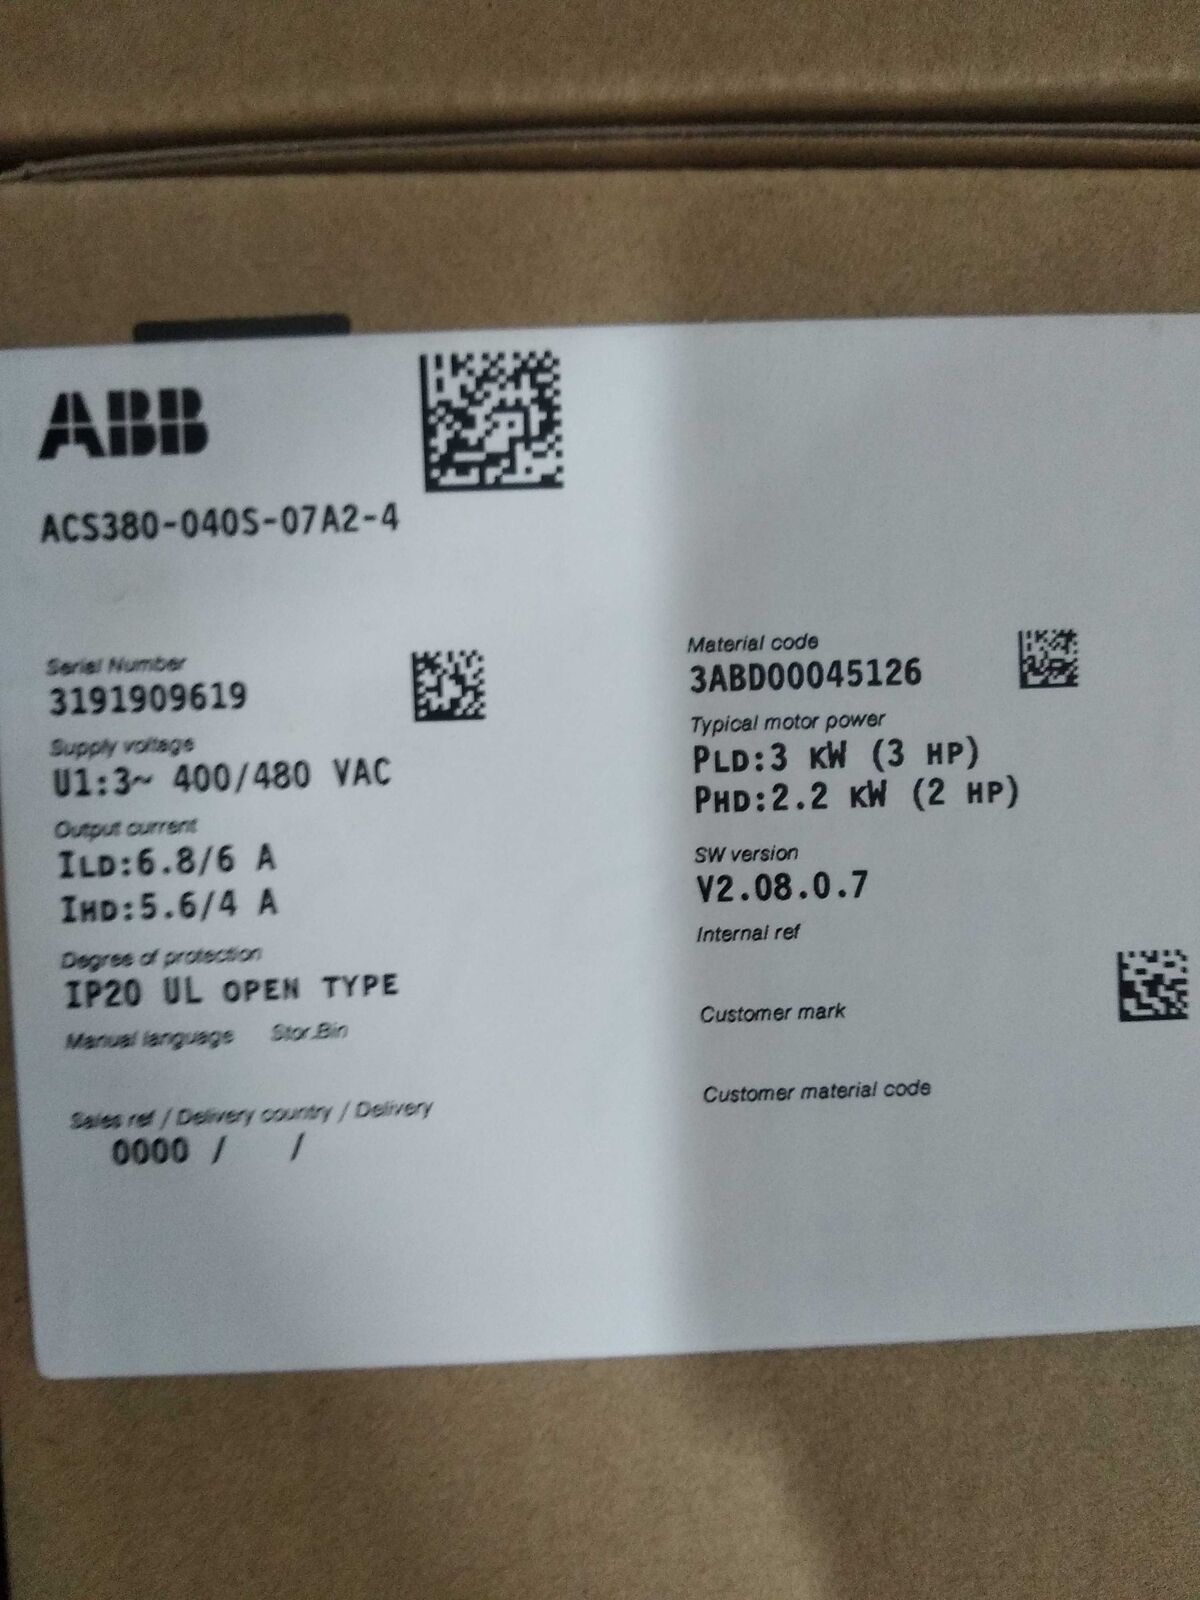 ABB
ACS380-040S-07A2-4
Serial Number
3191909619
Supply voltage
U1:3~ 400/480 VAC
Output current
ILD:6.8/6 A
IHD:5.6/4 A
Degree of protection
IP20 UL OPEN TYPE
Manual language Stor.Bin
Sales ref / Delivery country / Delivery
0000 / /
Material code
3ABD00045126
Typical motor power
PLD:3 KW (3 HP)
PHD:2.2 KW (2 HP)
SW version
V2.08.0.7
Internal ref
Customer mark
Customer material code